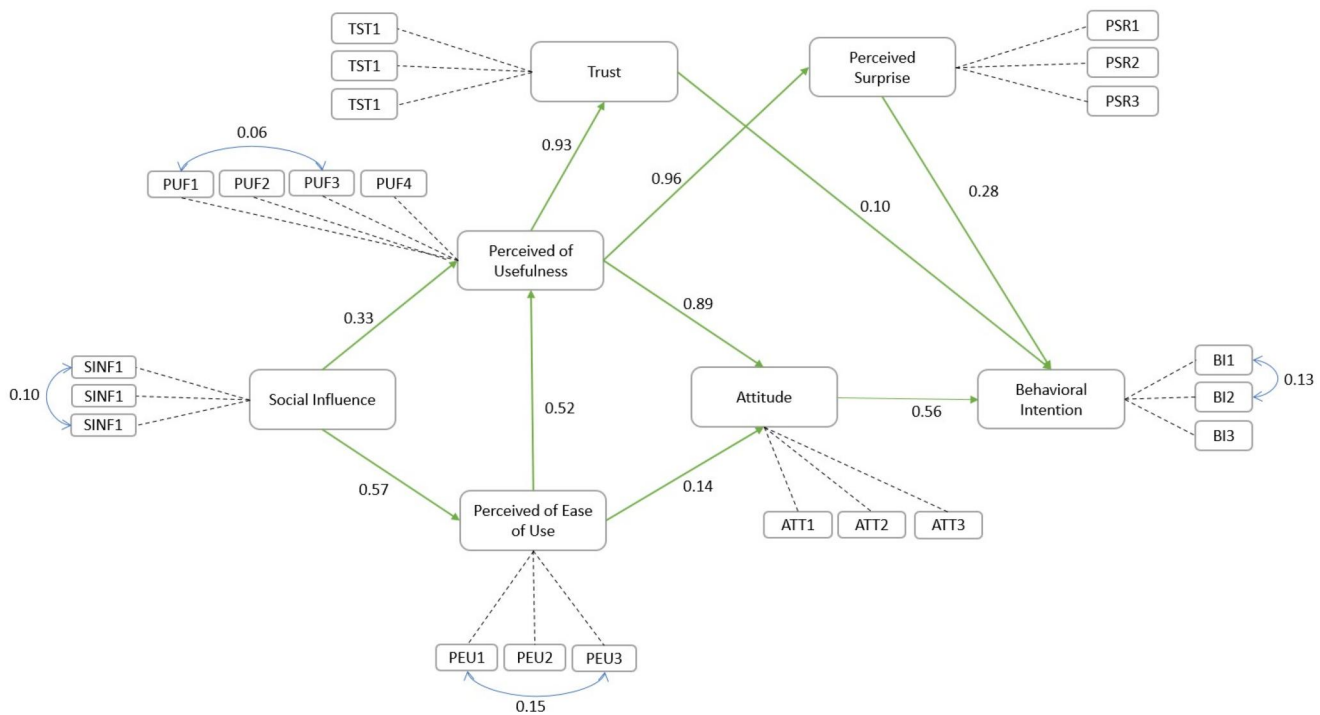 TST1
TST1
TST1
Trust
Perceived
Surprise
PSR1
PSR2
PSR3
0.06
PUF1
PUF2
PUF3
PUF4
0.93
0.96
0.10
0.28
Perceived of
Usefulness
0.33
0.89
0.10
SINF1
SINF1
SINF1
Social Influence
0.52
Attitude
0.56
Behavioral
Intention
BI1
BI2
BI3
0.13
0.57
0.14
Perceived of Ease
of Use
ATT1
ATT2
ATT3
PEU1
PEU2
PEU3
0.15